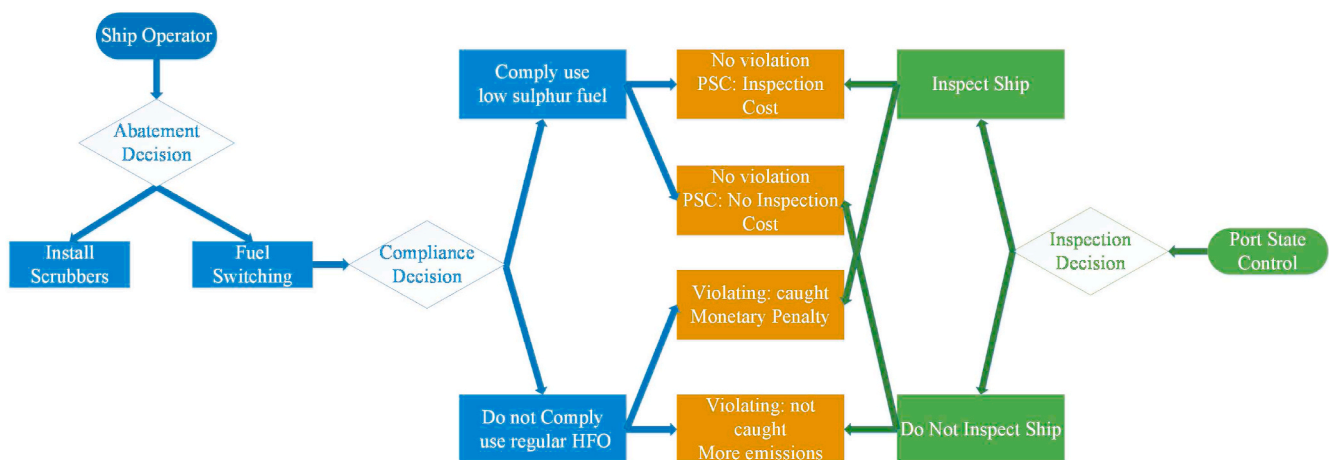 Ship Operator
Abatement
Decision
Install
Scrubbers
Fuel
Switching
Compliance
Decision
Comply use
low sulphur fuel
Do not Comply
use regular HFO
No violation
PSC: Inspection
Cost
No violation
PSC: No Inspection
Cost
Violating: caught
Monetary Penalty
Violating: not
caught
More emissions
Inspect Ship
Do Not Inspect Ship
Inspection
Decision
Port State
Control